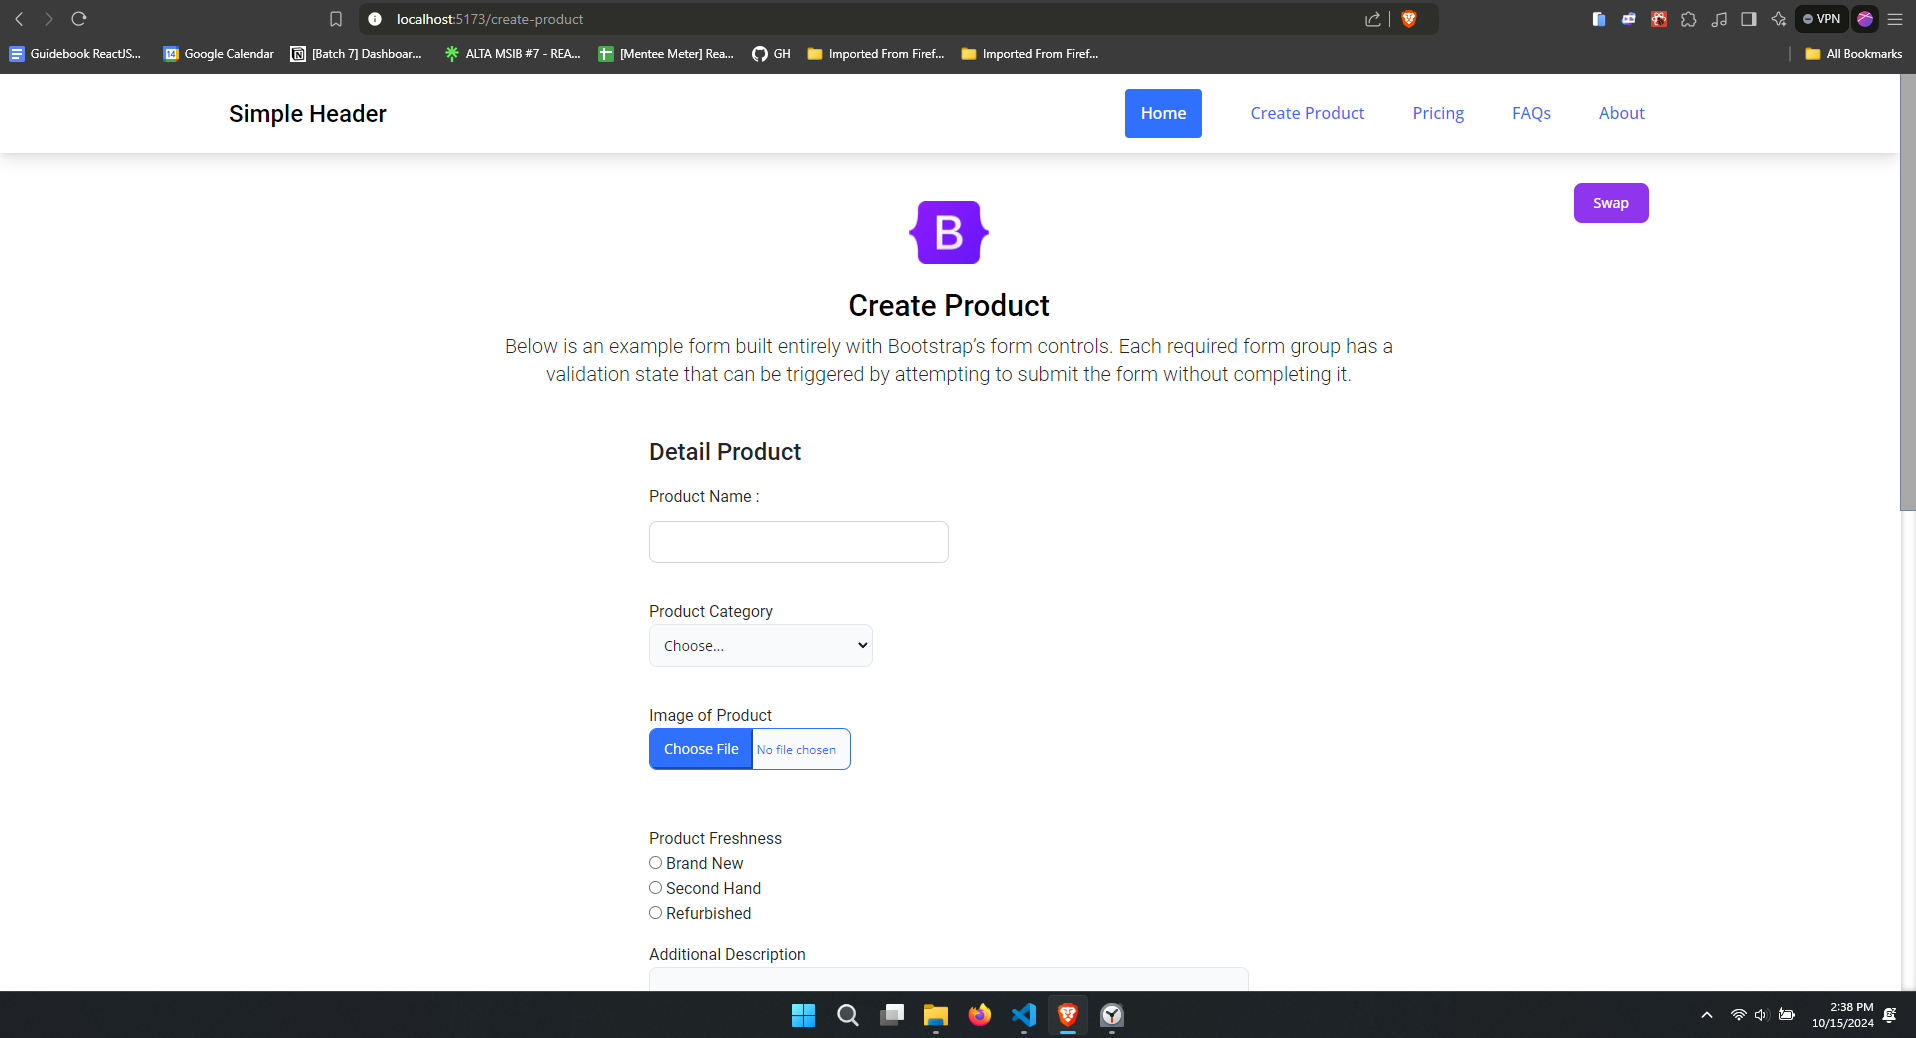 localhost:5173/create-product
VPN
Guidebook ReactJS...
Google Calendar
[Batch 7] Dashboar...
ALTA MSIB #7 - REA...
[Mentee Meter] Rea...
GH
Imported From Firef...
Imported From Firef...
All Bookmarks
Simple Header
Home
Create Product
Pricing
FAQs
About
Swap
B
Create Product
Below is an example form built entirely with Bootstrap’s form controls. Each required form group has a
validation state that can be triggered by attempting to submit the form without completing it.
Detail Product
Product Name :
Product Category
Choose...
Image of Product
Choose File
No file chosen
Product Freshness
Brand New
Second Hand
Refurbished
Additional Description
2:38 PM
10/15/2024